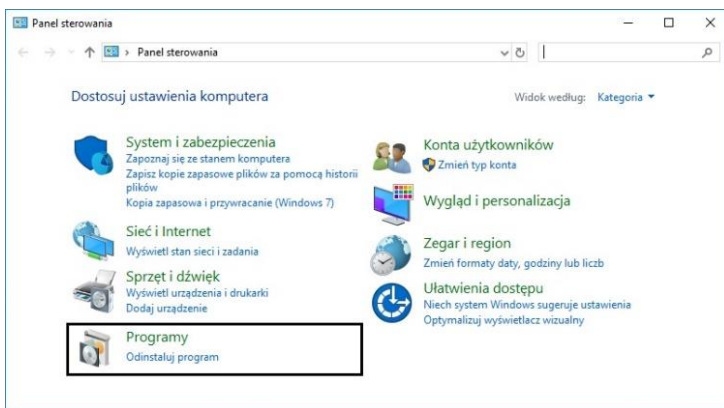 Panel sterowania
Panel sterowania
Dostosuj ustawienia komputera
Widok według: Kategoria
System i zabezpieczenia
Zapoznaj się ze stanem komputera
Zapisz kopie zapasowe plików za pomocą historii
plików
Kopia zapasowa i przywracanie (Windows 7)
Sieć i Internet
Wyświetl stan sieci i zadania
Sprzęt i dźwięk
Wyświetl urządzenia i drukarki
Dodaj urządzenie
Programy
Odinstaluj program
Konta użytkowników
Zmień typ konta
Wygląd i personalizacja
Zegar i region
Zmień formaty daty, godziny lub liczb
Ułatwienia dostępu
Niech system Windows sugeruje ustawienia
Optymalizuj wyświetlacz wizualny